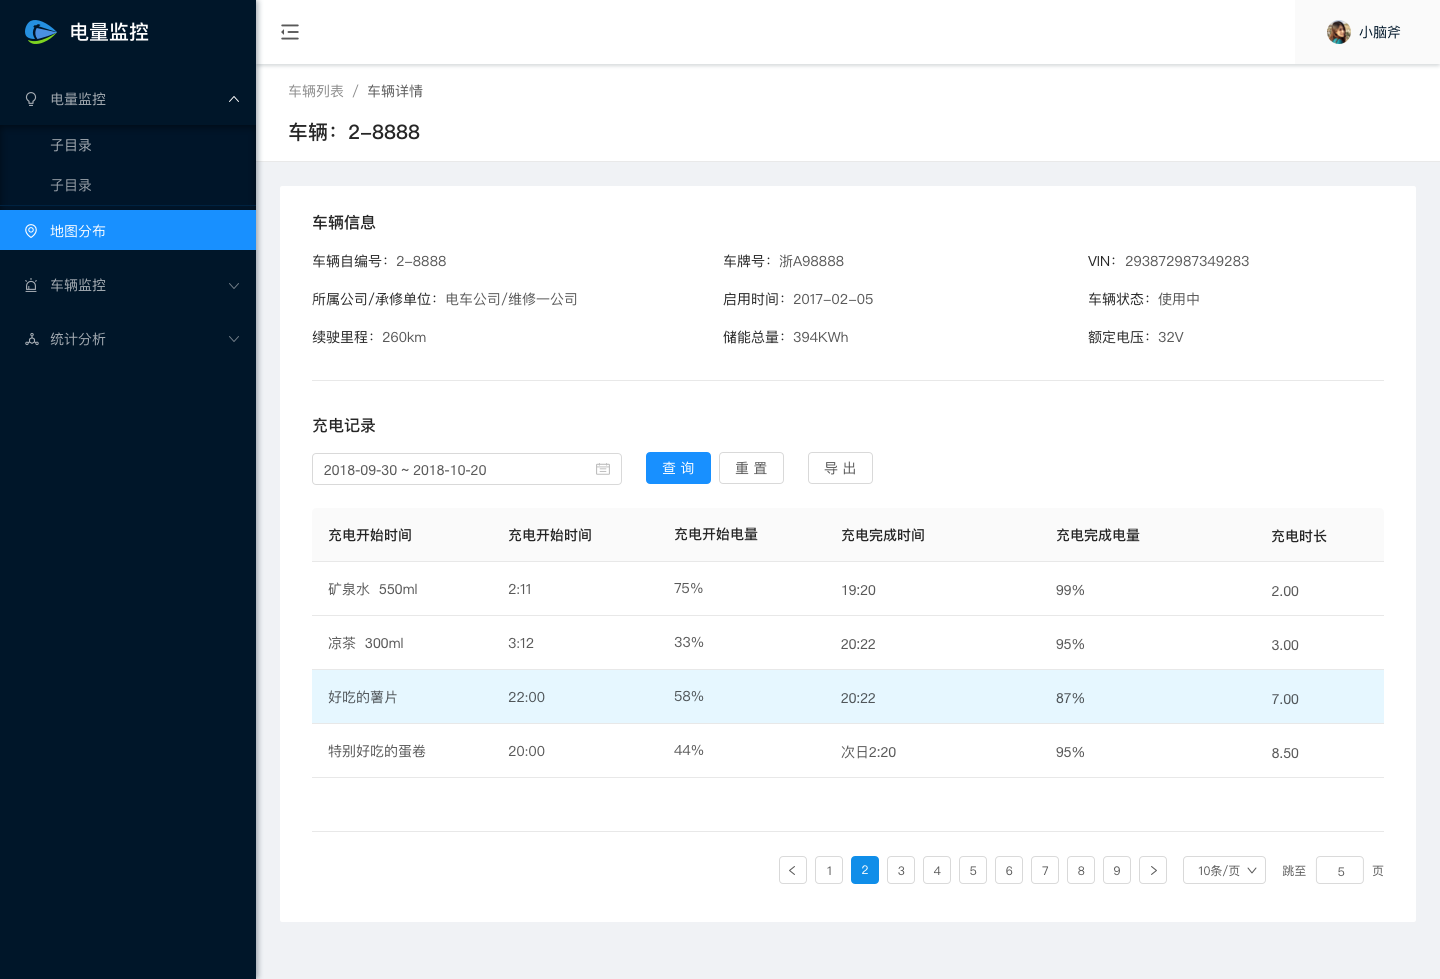 电量监控
小脑斧
电量监控
子目录
子目录
地图分布
车辆监控
统计分析
车辆列表 / 车辆详情
车辆：2-8888
车辆信息
车辆自编号：2-8888 车牌号：浙A98888 VIN：293872987349283
所属公司/承修单位：电车公司/维修一公司 启用时间：2017-02-05 车辆状态：使用中
续驶里程：260km 储能总量：394KWh 额定电压：32V
充电记录
2018-09-30 ~ 2018-10-20 查 询 重 置 导 出
充电开始时间 充电开始时间 充电开始电量 充电完成时间 充电完成电量 充电时长
矿泉水 550ml 2:11 75% 19:20 99% 2.00
凉茶 300ml 3:12 33% 20:22 95% 3.00
好吃的薯片 22:00 58% 20:22 87% 7.00
特别好吃的蛋卷 20:00 44% 次日2:20 95% 8.50
1 2 3 4 5 6 7 8 9 10条/页 跳至 5 页